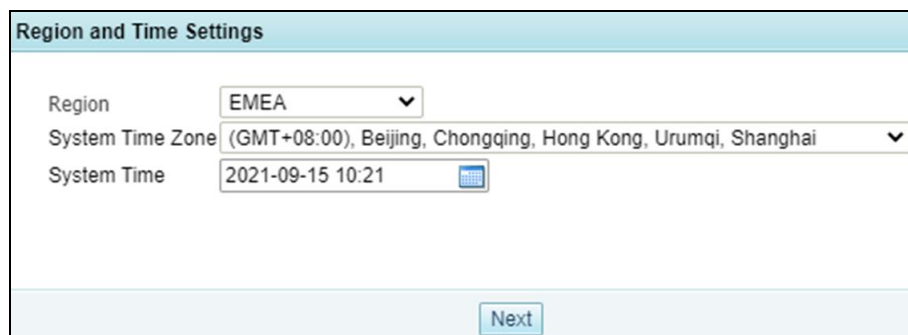 Region and Time Settings
Region EMEA
System Time Zone (GMT+08:00), Beijing, Chongqing, Hong Kong, Urumqi, Shanghai
System Time 2021-09-15 10:21
Next